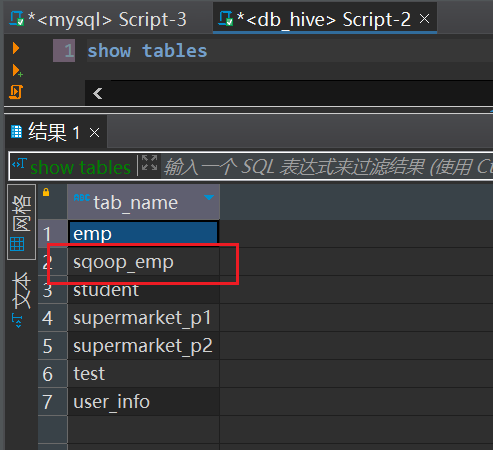 *<mysql> Script-3
*<db_hive> Script-2
1 show tables
结果 1
show tables
输入一个 SQL 表达式来过滤结果 (使用 Ct
网格
文本
ABC tab_name
1 emp
2 sqoop_emp
3 student
4 supermarket_p1
5 supermarket_p2
6 test
7 user_info